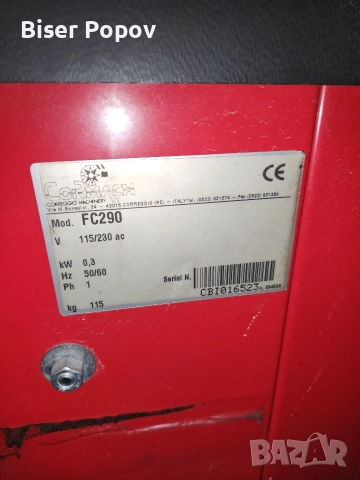 Biser Popov
CORMACH
CORREGGIO MACHINERY
CE
Mod. FC290
V 115/230 ac
kW 0,3
Hz 50/60
Ph 1
Serial N.
CBI016523
kg 115
BAZAR